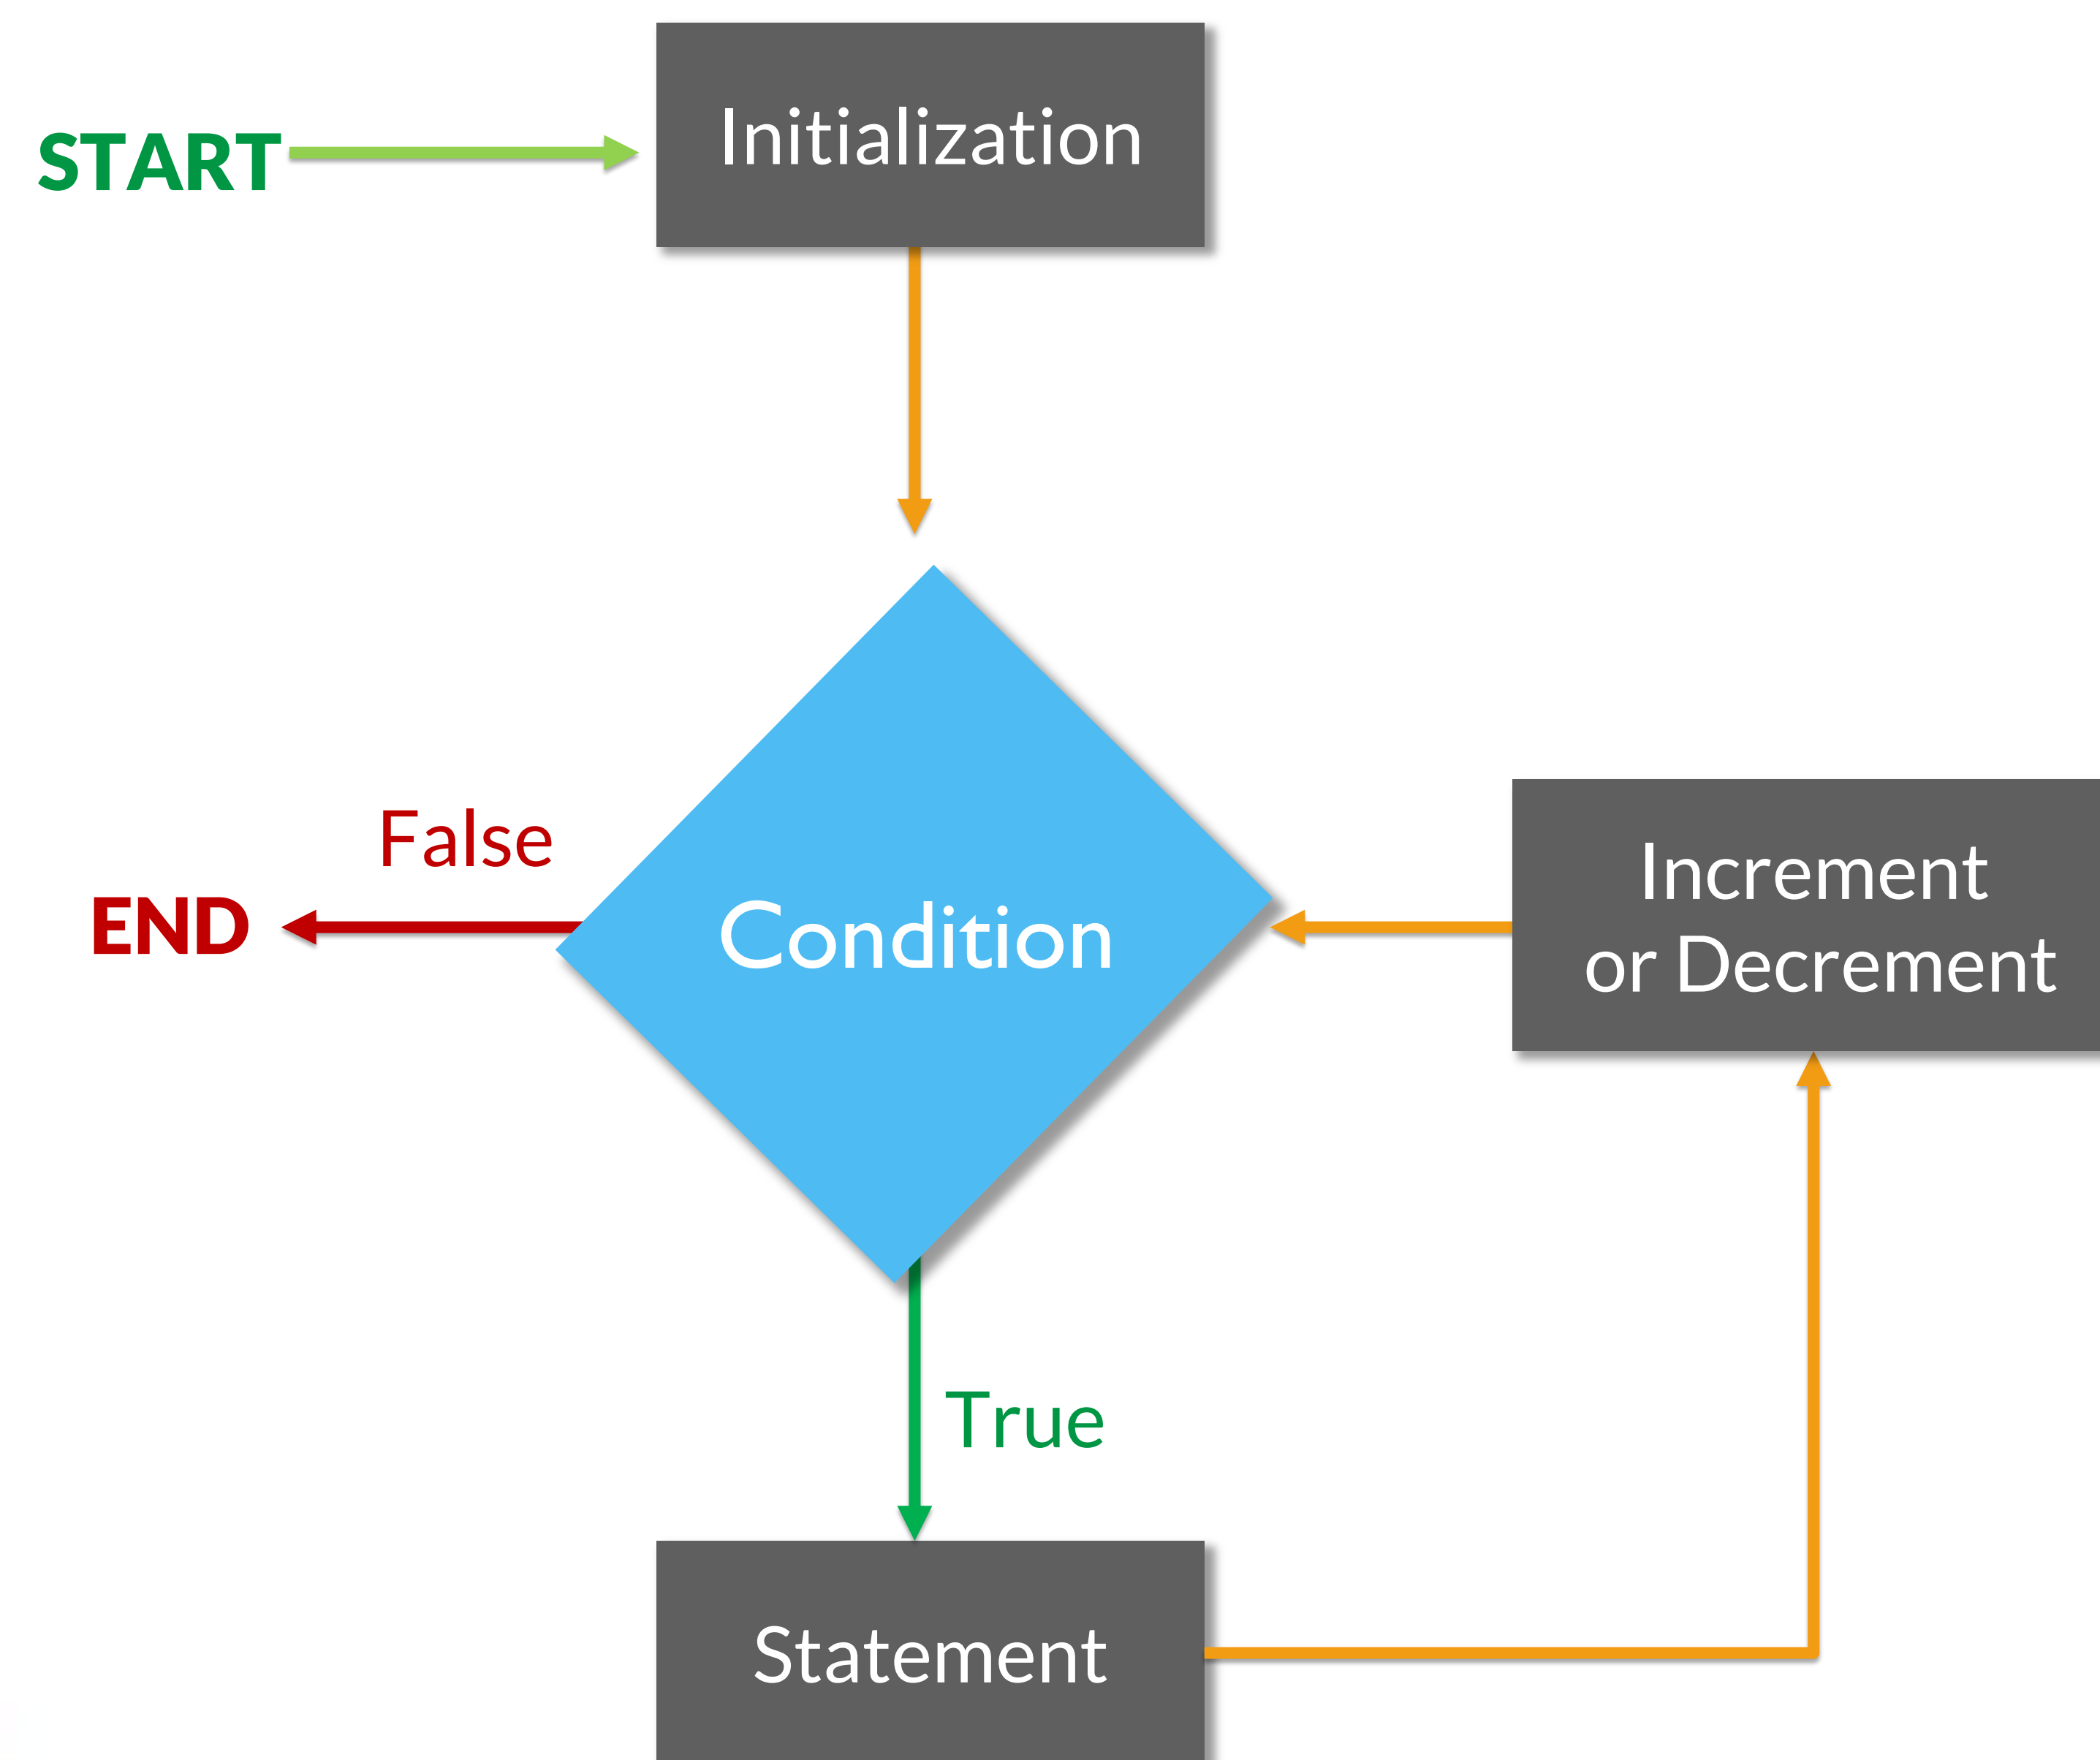 Initialization
START
False
END
Condition
Increment
or Decrement
True
Statement